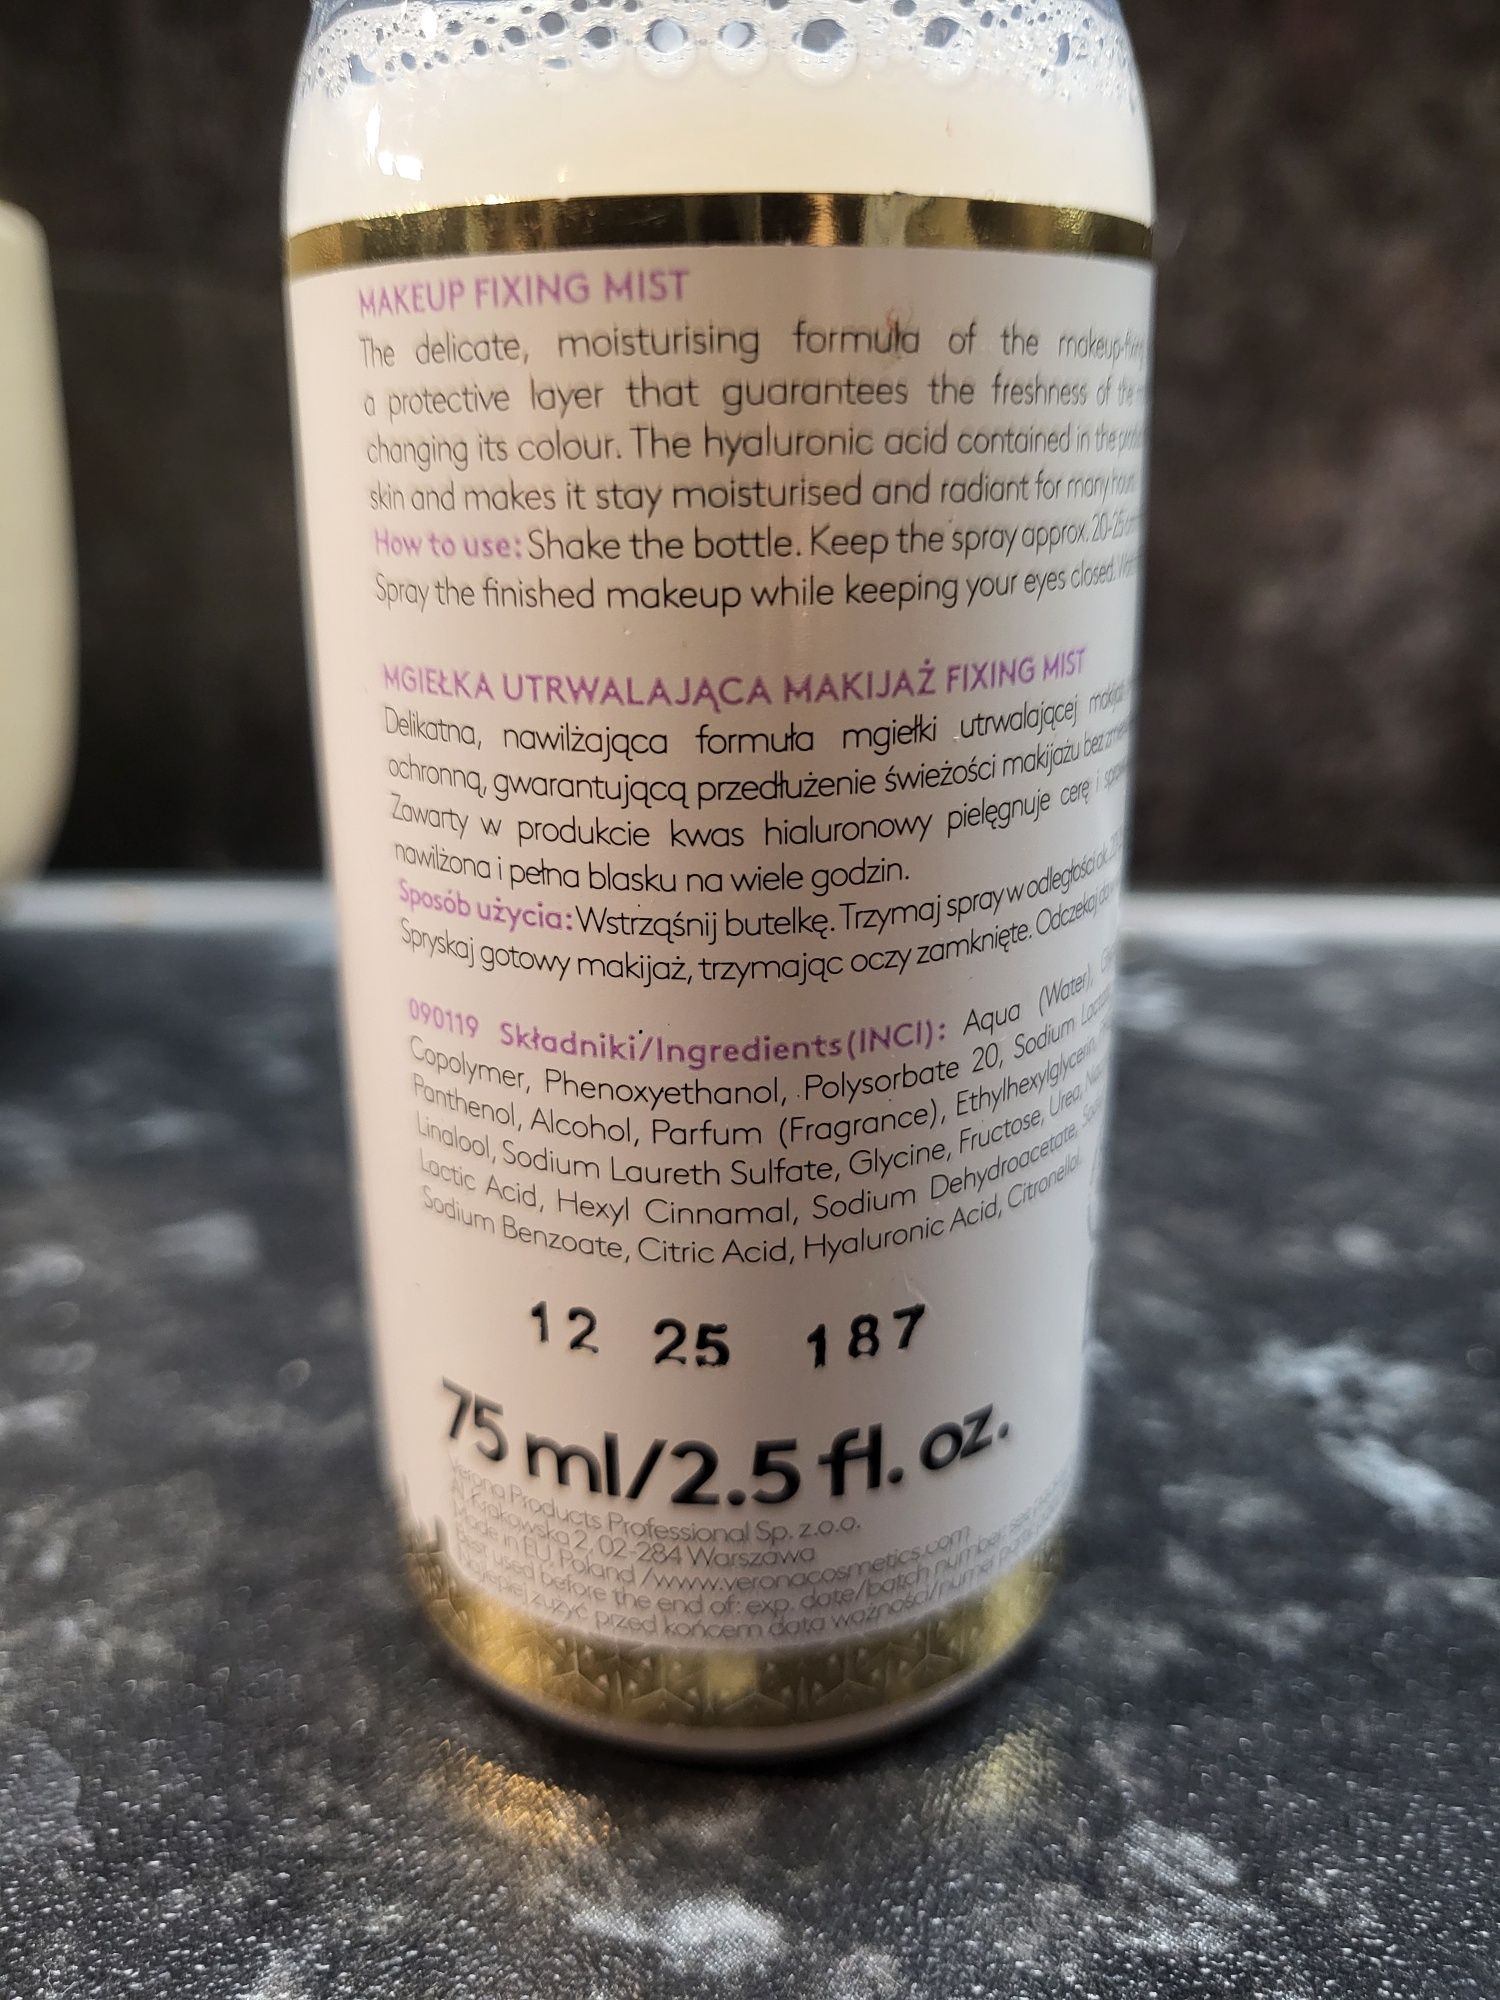 MAKEUP FIXING MIST
The delicate, moisturising formula of the makeup-fixing
a protective layer that guarantees the freshness of the
changing its colour. The hyaluronic acid contained in the
skin and makes it stay moisturised and radiant for many hours
How to use: Shake the bottle. Keep the spray approx. 20-25
Spray the finished makeup while keeping your eyes closed.
MGIEŁKA UTRWALAJĄCA MAKIJAŻ FIXING MIST
Delikatna, nawilżająca formuła mgiełki utrwalającej
ochronną, gwarantującą przedłużenie świeżości makijażu bez
Zawarty w produkcie kwas hialuronowy pielęgnuje cerę i
nawilżona i pełna blasku na wiele godzin.
Sposób użycia: Wstrząśnij butelkę. Trzymaj spray w odległości ok.
Spryskaj gotowy makijaż, trzymając oczy zamknięte. Odczekaj
090119 Składniki/Ingredients (INCI): Aqua (Water),
Copolymer, Phenoxyethanol, Polysorbate 20, Sodium
Panthenol, Alcohol, Parfum (Fragrance), Ethylhexylglycerin,
Linalool, Sodium Laureth Sulfate, Glycine, Fructose, Urea,
Lactic Acid, Hexyl Cinnamal, Sodium Dehydroacetate,
Sodium Benzoate, Citric Acid, Hyaluronic Acid, Citronellol.
12 25 187
75 ml/2.5 fl. oz.
Verona Products Professional Sp. z.o.o.
Al. Krakowska 2, 02-284 Warszawa
Made in EU, Poland /www.veronacosmetics.com
Best used before the end of: exp. date/batch number:
Najlepiej zużyć przed końcem data ważności/numer